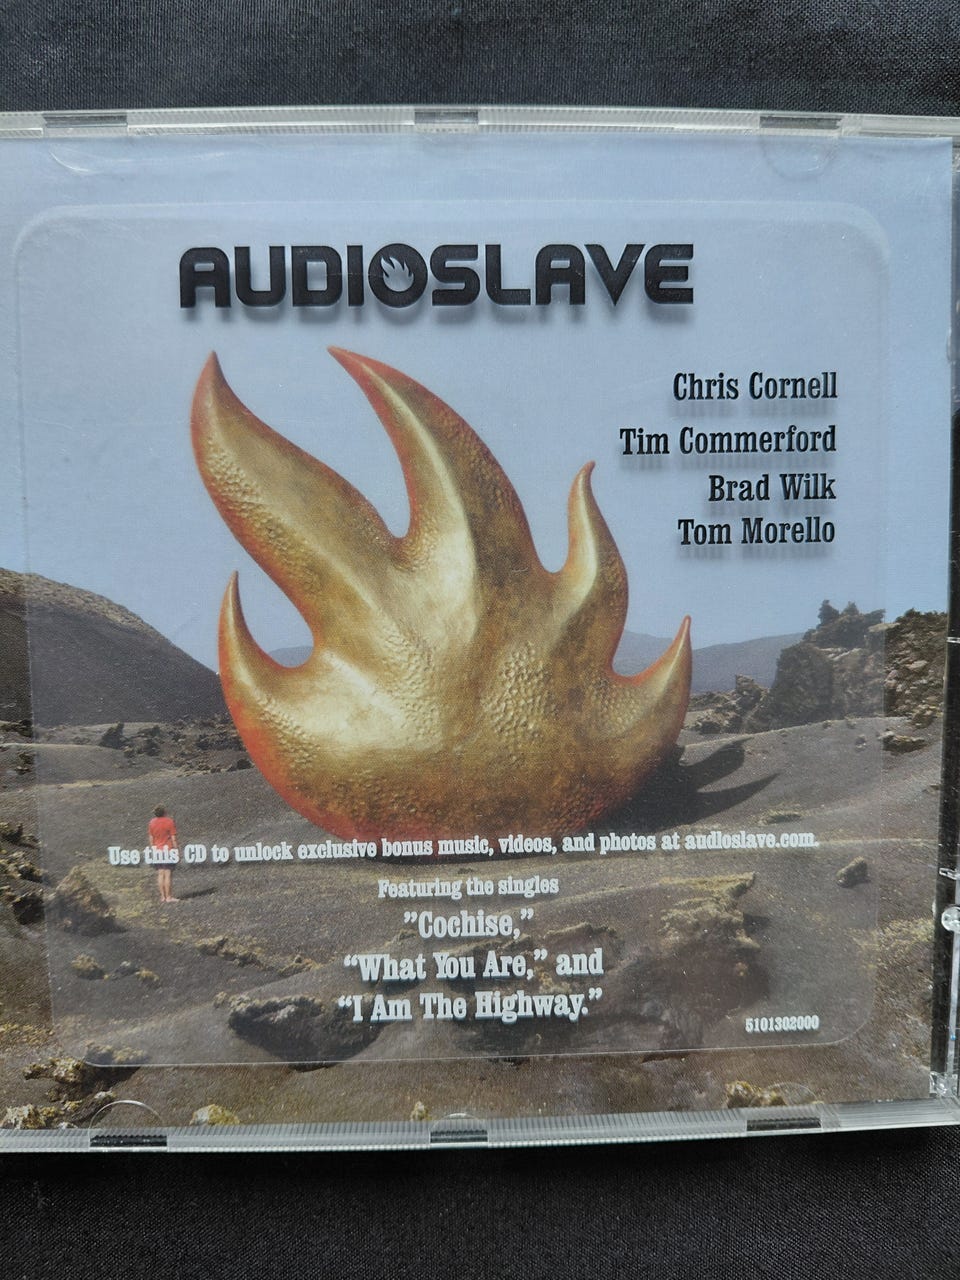 AUDIOSLAVE
Chris Cornell
Tim Commerford
Brad Wilk
Tom Morello
Use this CD to unlock exclusive bonus music, videos, and photos at audioslave.com.
Featuring the singles
”Cochise,”
“What You Are,” and
“I Am The Highway.”
5101302000